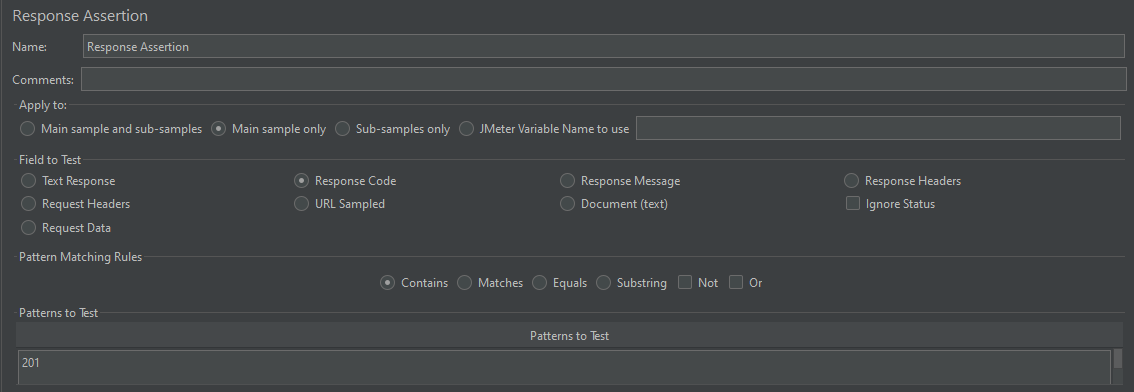 Response Assertion
Name: Response Assertion
Comments:
Apply to:
Main sample and sub-samples Main sample only Sub-samples only JMeter Variable Name to use
Field to Test
Text Response Response Code Response Message Response Headers
Request Headers URL Sampled Document (text) Ignore Status
Request Data
Pattern Matching Rules
Contains Matches Equals Substring Not Or
Patterns to Test
Patterns to Test
201